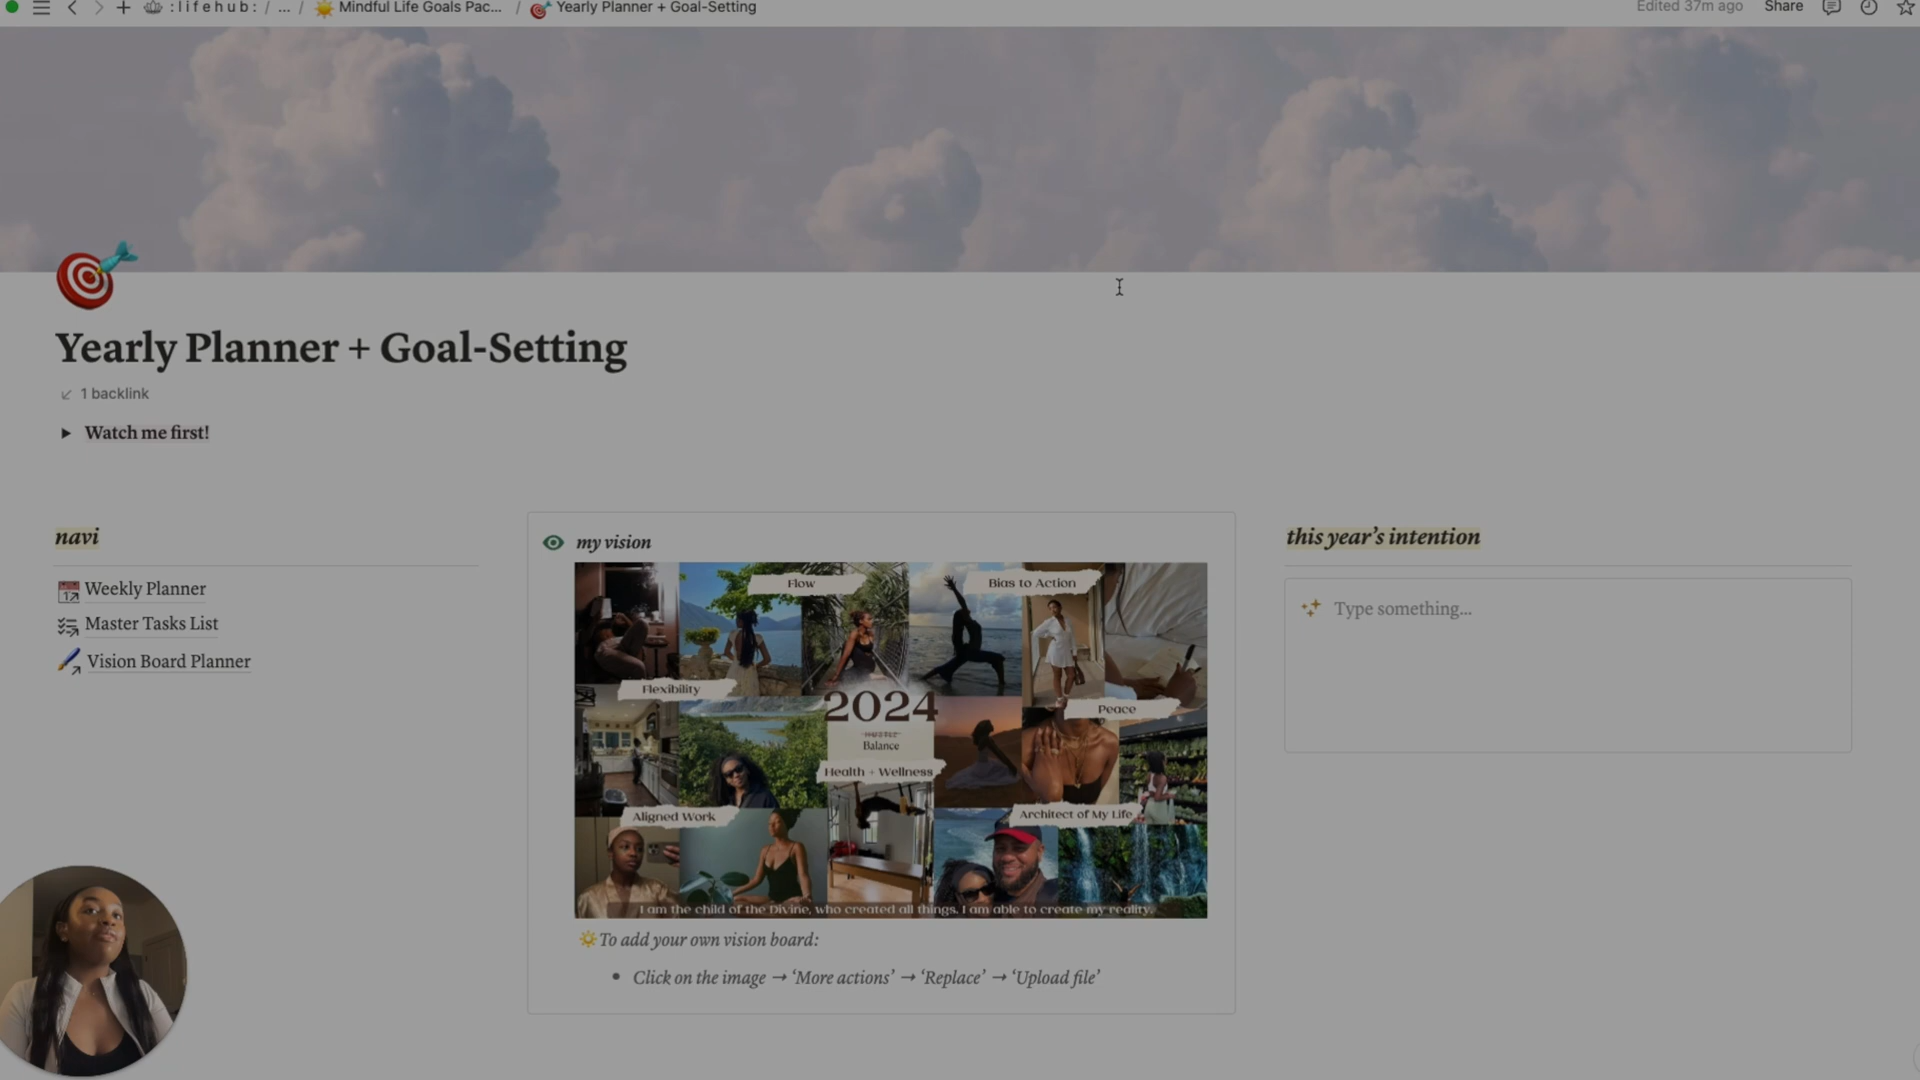 : l i f e h u b : / ... / Mindful Life Goals Pac... / Yearly Planner + Goal-Setting
Edited 37m ago Share
Yearly Planner + Goal-Setting
1 backlink
Watch me first!
navi
Weekly Planner
Master Tasks List
Vision Board Planner
my vision
Flow
Bias to Action
Flexibility
2024
Peace
HUSTLE
Balance
Health + Wellness
Aligned Work
Architect of My Life
I am the child of the Divine, who created all things. I am able to create my reality.
To add your own vision board:
• Click on the image → ‘More actions’ → ‘Replace’ → ‘Upload file’
this year’s intention
Type something...